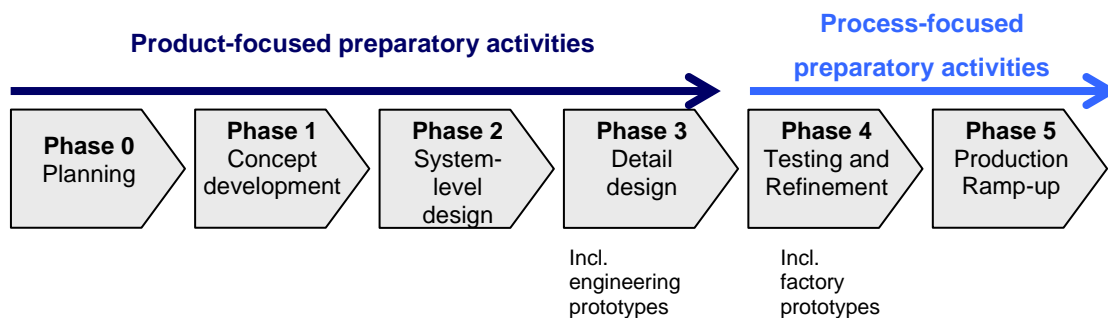 Product-focused preparatory activities
Process-focused
preparatory activities
Phase 0
Planning
Phase 1
Concept
development
Phase 2
System-
level
design
Phase 3
Detail
design
Phase 4
Testing and
Refinement
Phase 5
Production
Ramp-up
Incl.
engineering
prototypes
Incl.
factory
prototypes